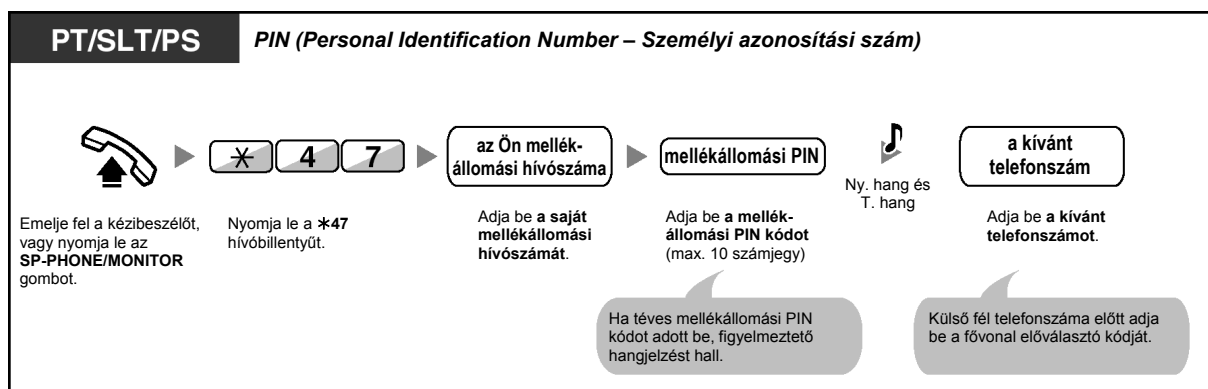 PT/SLT/PS
PIN (Personal Identification Number – Személyi azonosítási szám)
✳ 4 7
az Ön mellék-
állomási hívószáma
mellékállomási PIN
a kívánt
telefonszám
Ny. hang és
T. hang
Emelje fel a kézibeszélőt,
vagy nyomja le az
SP-PHONE/MONITOR
gombot.
Nyomja le a ✳47
hívóbillentyűt.
Adja be a saját
mellékállomási
hívószámát.
Adja be a mellék-
állomási PIN kódot
(max. 10 számjegy)
Adja be a kívánt
telefonszámot.
Ha téves mellékállomási PIN
kódot adott be, figyelmeztető
hangjelzést hall.
Külső fél telefonszáma előtt adja
be a fővonal előválasztó kódját.